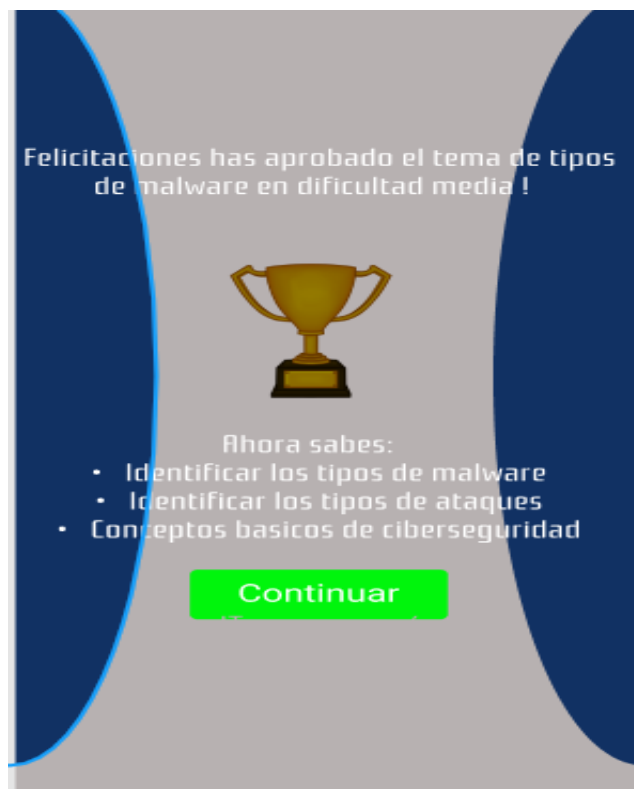 Felicitaciones has aprobado el tema de tipos
de malware en dificultad media !
Ahora sabes:
• Identificar los tipos de malware
• Identificar los tipos de ataques
• Conceptos basicos de ciberseguridad
Continuar